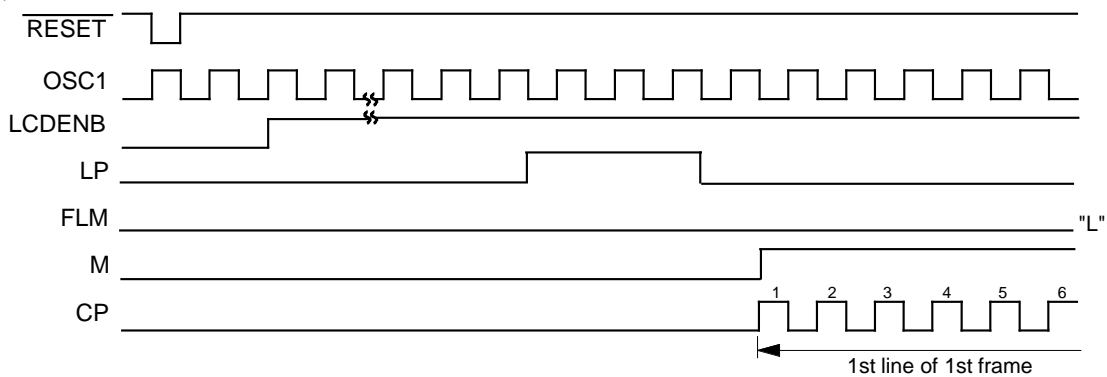 RESET
OSC1
LCDENB
LP
FLM
"L"
M
CP
1 2 3 4 5 6
1st line of 1st frame